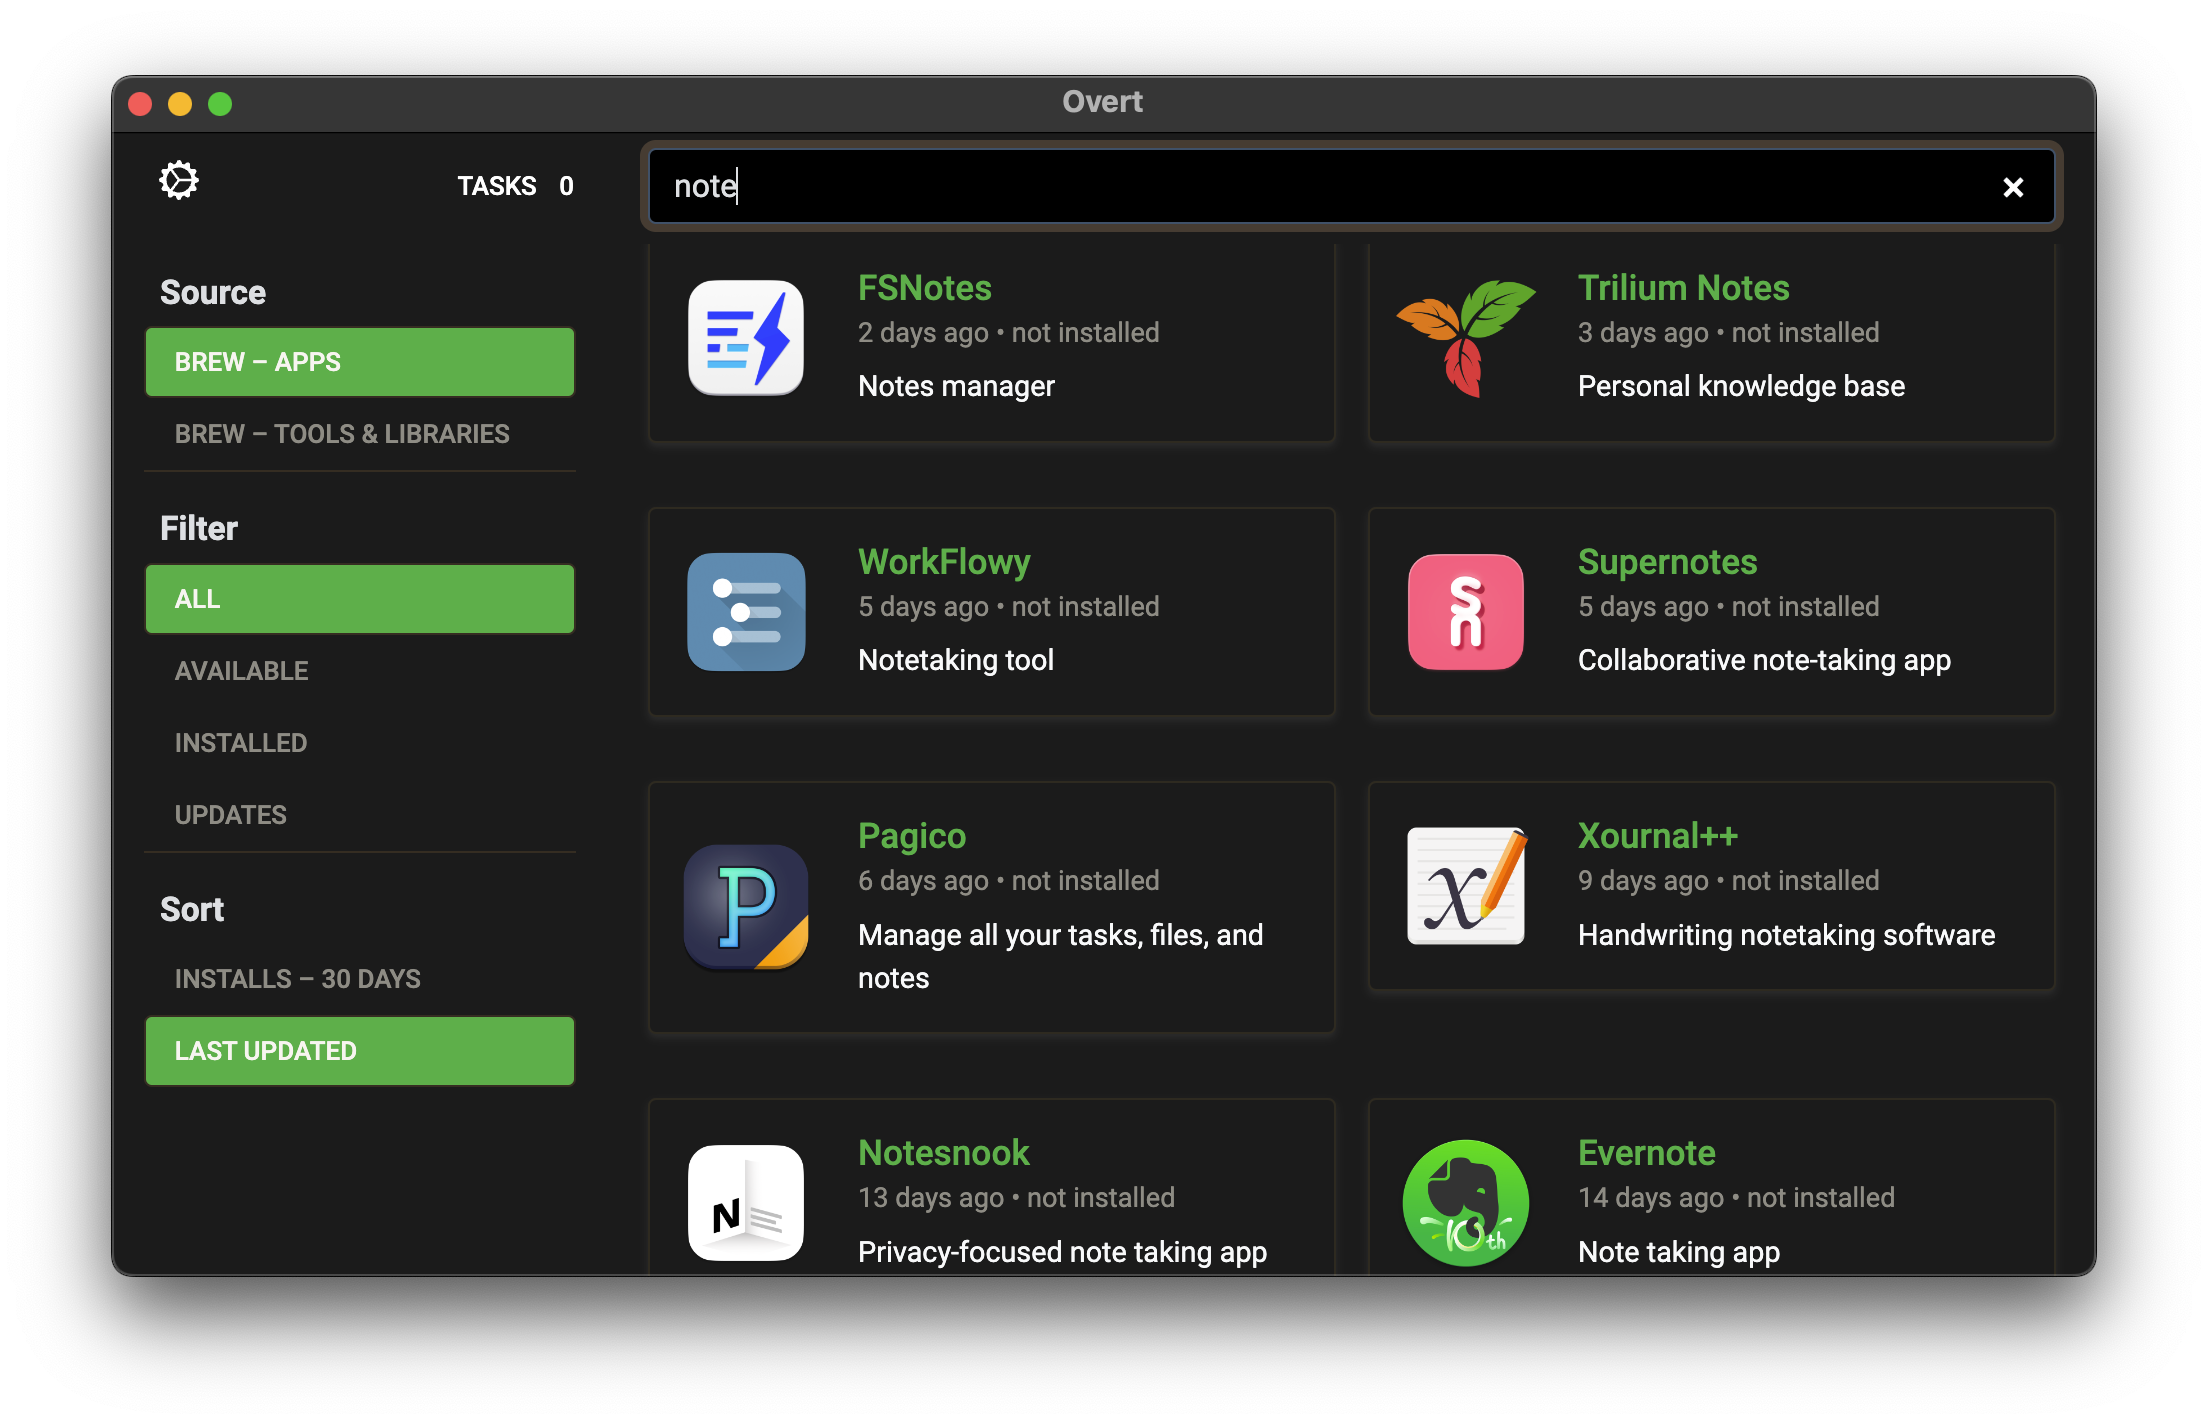 Overt
TASKS 0
note
Source
BREW – APPS
BREW – TOOLS & LIBRARIES
Filter
ALL
AVAILABLE
INSTALLED
UPDATES
Sort
INSTALLS – 30 DAYS
LAST UPDATED
FSNotes
2 days ago • not installed
Notes manager
Trilium Notes
3 days ago • not installed
Personal knowledge base
WorkFlowy
5 days ago • not installed
Notetaking tool
Sn
Supernotes
5 days ago • not installed
Collaborative note-taking app
P
Pagico
6 days ago • not installed
Manage all your tasks, files, and
notes
x
Xournal++
9 days ago • not installed
Handwriting notetaking software
N
Notesnook
13 days ago • not installed
Privacy-focused note taking app
10th
Evernote
14 days ago • not installed
Note taking app